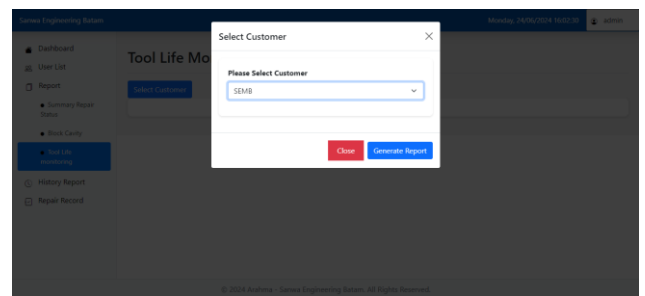 Sanwa Engineering Batam
Monday, 24/06/2024 16:02:30
admin
Select Customer
Dashboard
User List
Report
Summary Repair
Status
Block Cavity
Tool Life
monitoring
History Report
Repair Record
Tool Life Mo
Select Customer
Please Select Customer
SEMB
Close
Generate Report
© 2024 Arahma - Sanwa Engineering Batam. All Rights Reserved.